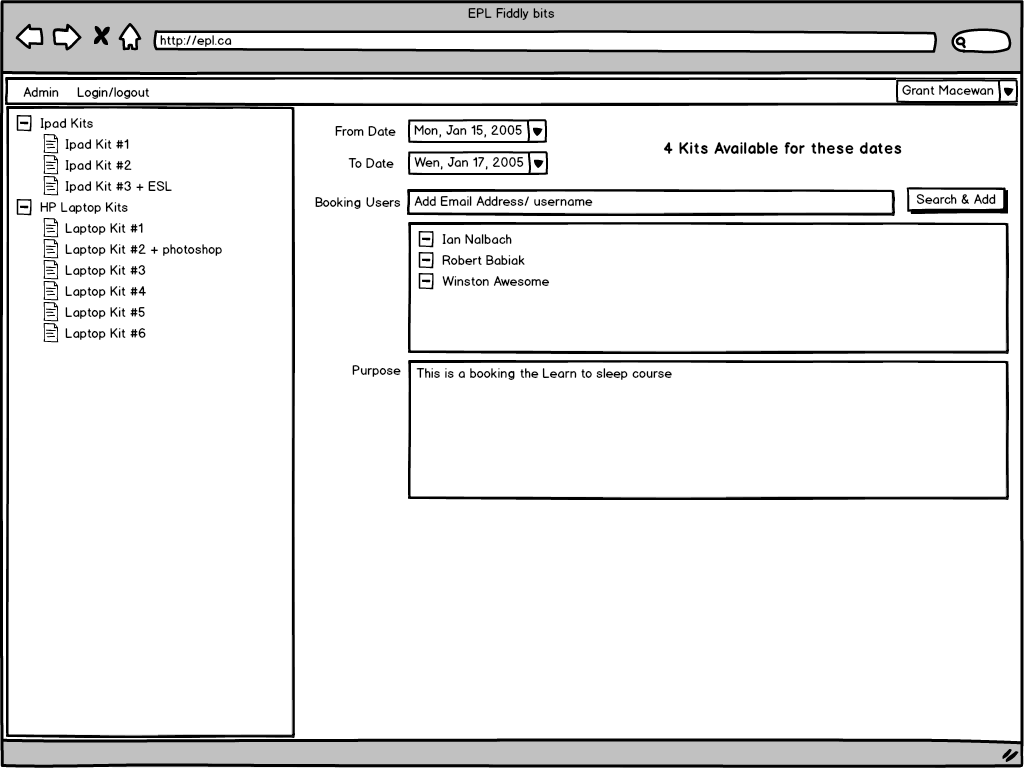 EPL Fiddly bits
http://epl.ca
Admin Login/logout Grant Macewan
Ipad Kits
Ipad Kit #1
Ipad Kit #2
Ipad Kit #3 + ESL
HP Laptop Kits
Laptop Kit #1
Laptop Kit #2 + photoshop
Laptop Kit #3
Laptop Kit #4
Laptop Kit #5
Laptop Kit #6
From Date Mon, Jan 15, 2005
4 Kits Available for these dates
To Date Wen, Jan 17, 2005
Booking Users Add Email Address/ username Search & Add
Ian Nalbach
Robert Babiak
Winston Awesome
Purpose This is a booking the Learn to sleep course